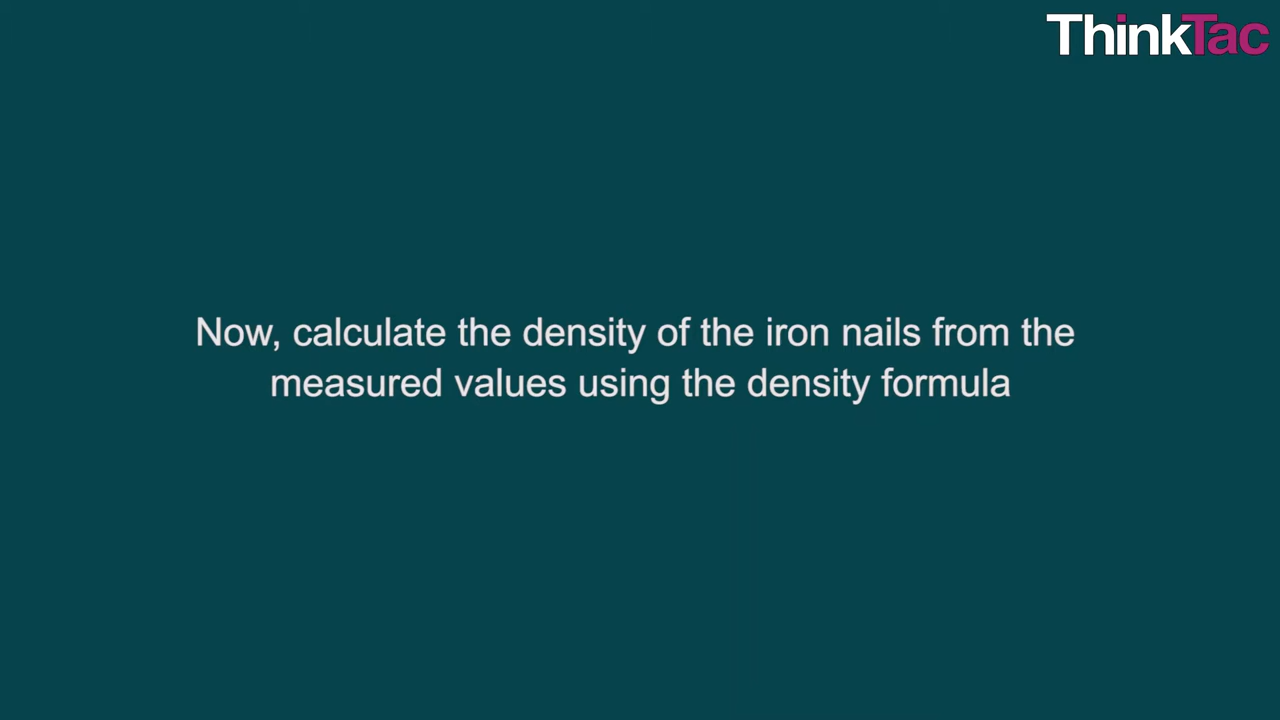 ThinkTac
Now, calculate the density of the iron nails from the
measured values using the density formula